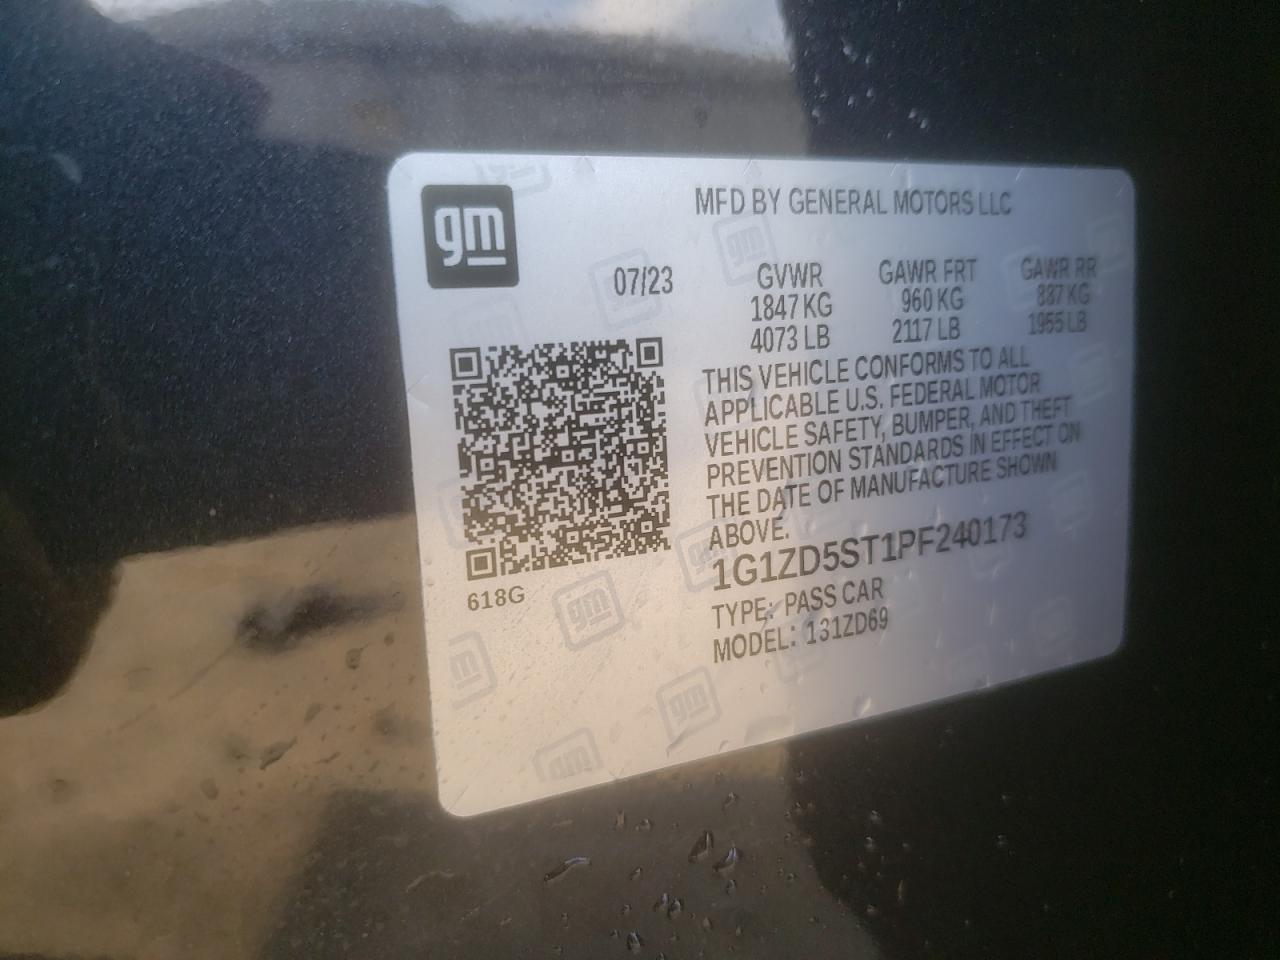 gm
MFD BY GENERAL MOTORS LLC
07/23
GVWR GAWR FRT GAWR RR
1847 KG 960 KG 887 KG
4073 LB 2117 LB 1955 LB
THIS VEHICLE CONFORMS TO ALL
APPLICABLE U.S. FEDERAL MOTOR
VEHICLE SAFETY, BUMPER, AND THEFT
PREVENTION STANDARDS IN EFFECT ON
THE DATE OF MANUFACTURE SHOWN
ABOVE.
1G1ZD5ST1PF240173
TYPE: PASS CAR
MODEL: 131ZD69
618G